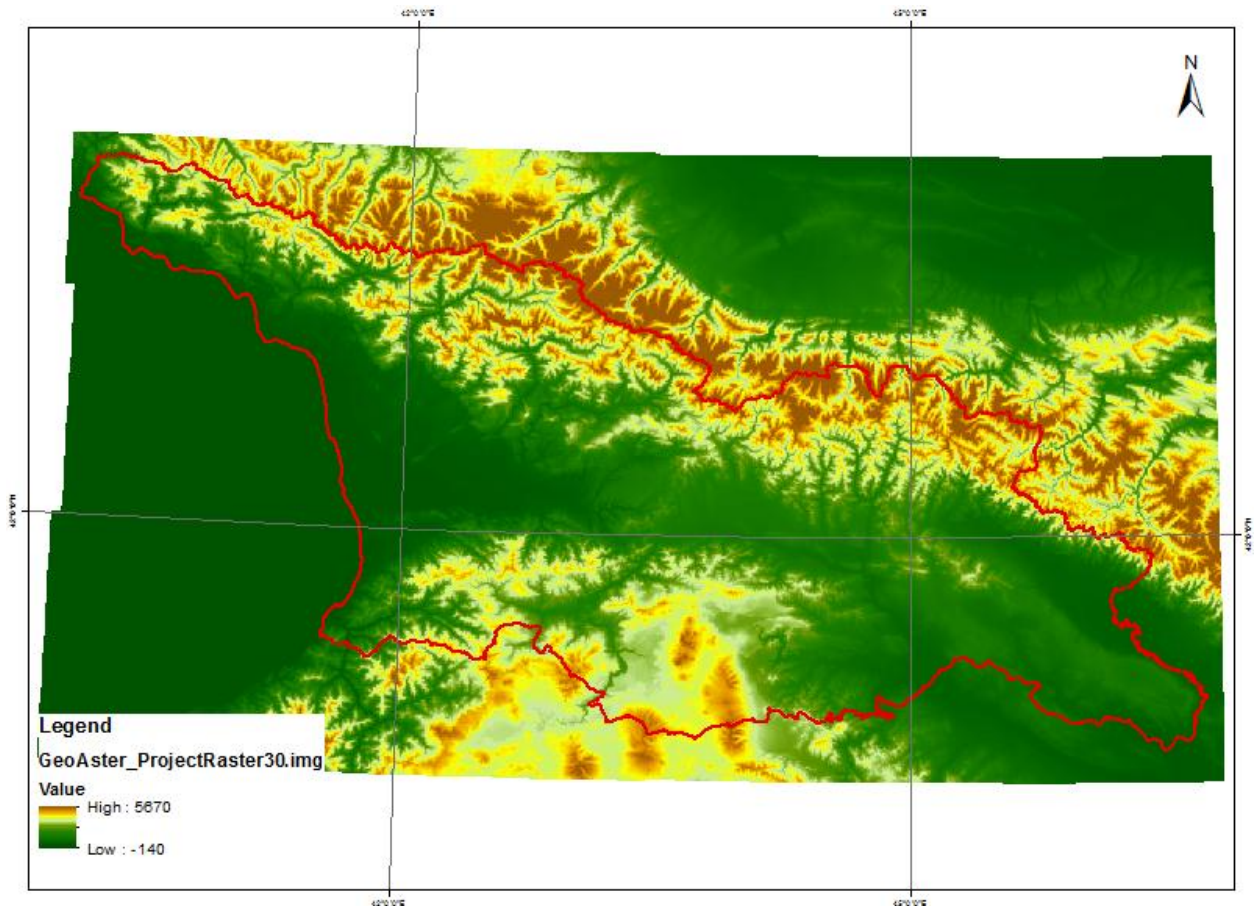 N
Legend
GeoAster_ProjectRaster30.img
Value
High : 5670
Low : -140